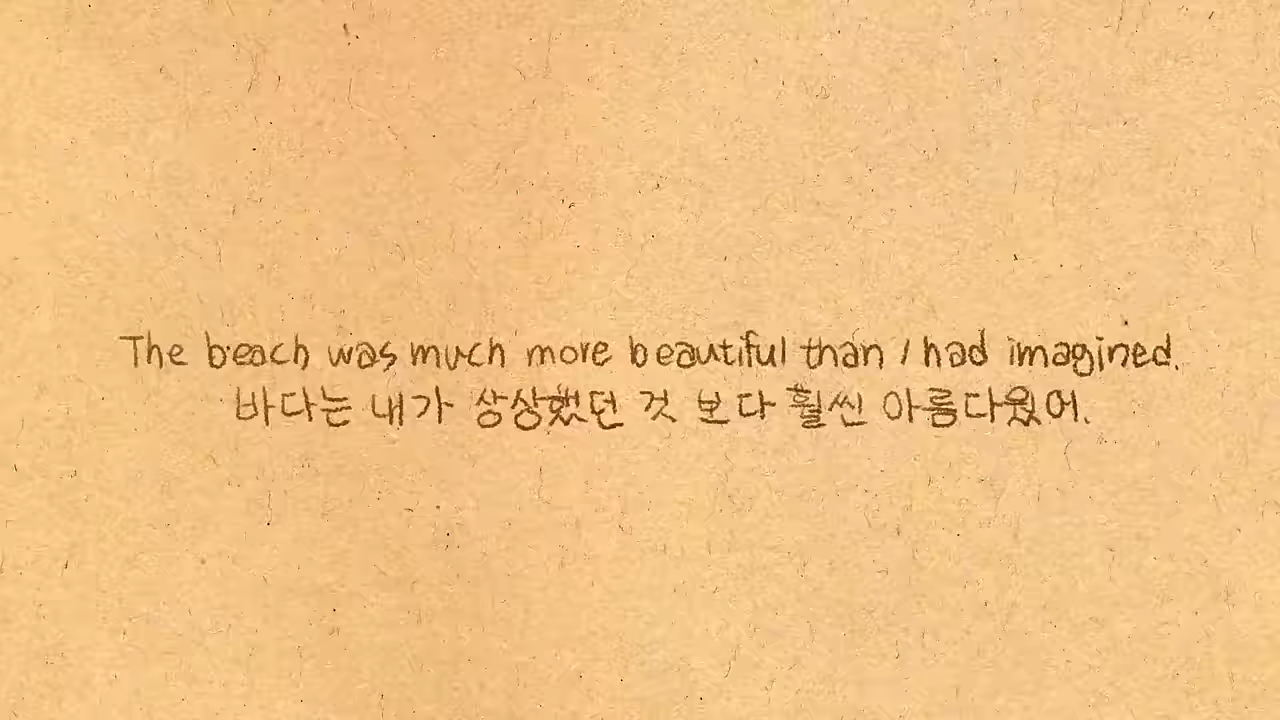 The beach was much more beautiful than I had imagined.
바다는 내가 상상했던 것 보다 훨씬 아름다웠어.